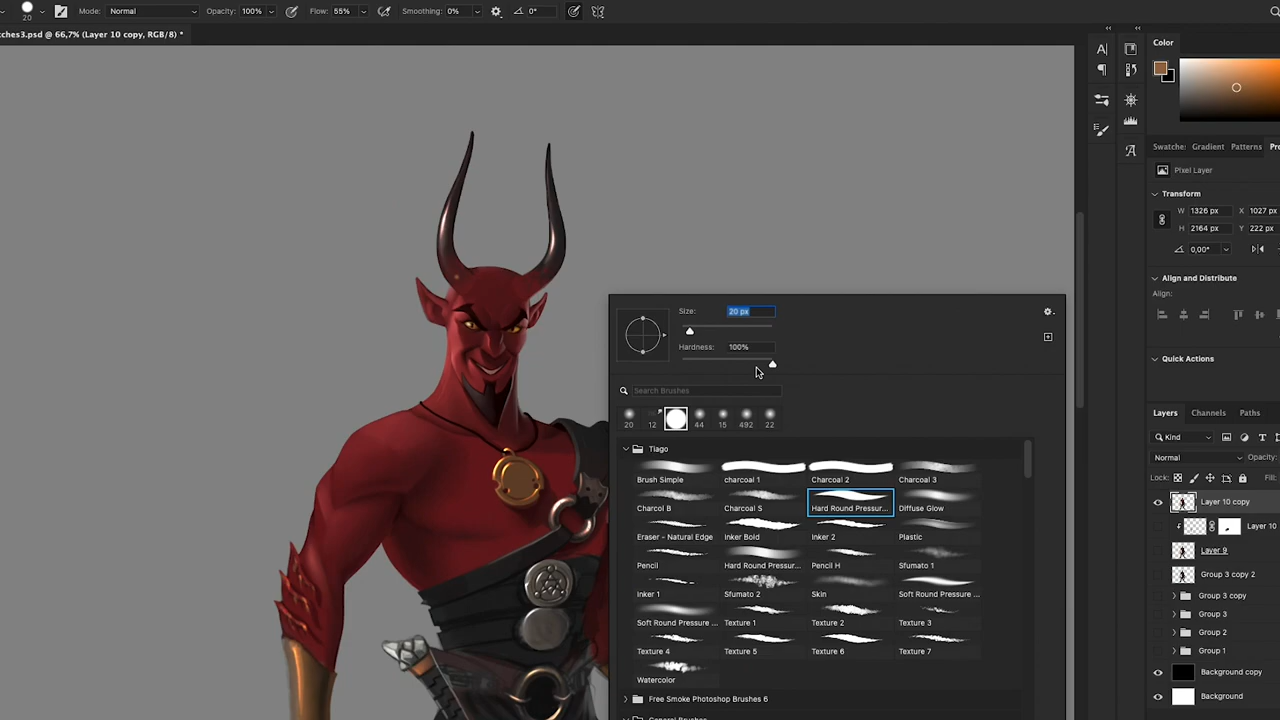 20
Mode: Normal
Opacity: 100%
Flow: 55%
Smoothing: 0%
0°
ches3.psd @ 66,7% (Layer 10 copy, RGB/8) *
Color
Swatche: Gradient Patterns Pro
Pixel Layer
Transform
W 1326 px X 1027 px
H 2164 px Y 222 px
0,00°
Align and Distribute
Align:
Quick Actions
Layers Channels Paths
Kind
Normal Opacity:
Lock: Fill:
Layer 10 copy
Layer 10
Layer 9
Group 3 copy 2
Group 3 copy
Group 3
Group 2
Group 1
Background copy
Background
Size: 20 px
Hardness: 100%
Search Brushes
20 12 44 15 492 22
Tiago
Brush Simple charcoal 1 Charcoal 2 Charcoal 3
Charcol B Charcoal S Hard Round Pressur... Diffuse Glow
Eraser - Natural Edge Inker Bold Inker 2 Plastic
Pencil Hard Round Pressur... Pencil H Sfumato 1
Inker 1 Sfumato 2 Skin Soft Round Pressure ...
Soft Round Pressure ... Texture 1 Texture 2 Texture 3
Texture 4 Texture 5 Texture 6 Texture 7
Watercolor
Free Smoke Photoshop Brushes 6
General Brushes